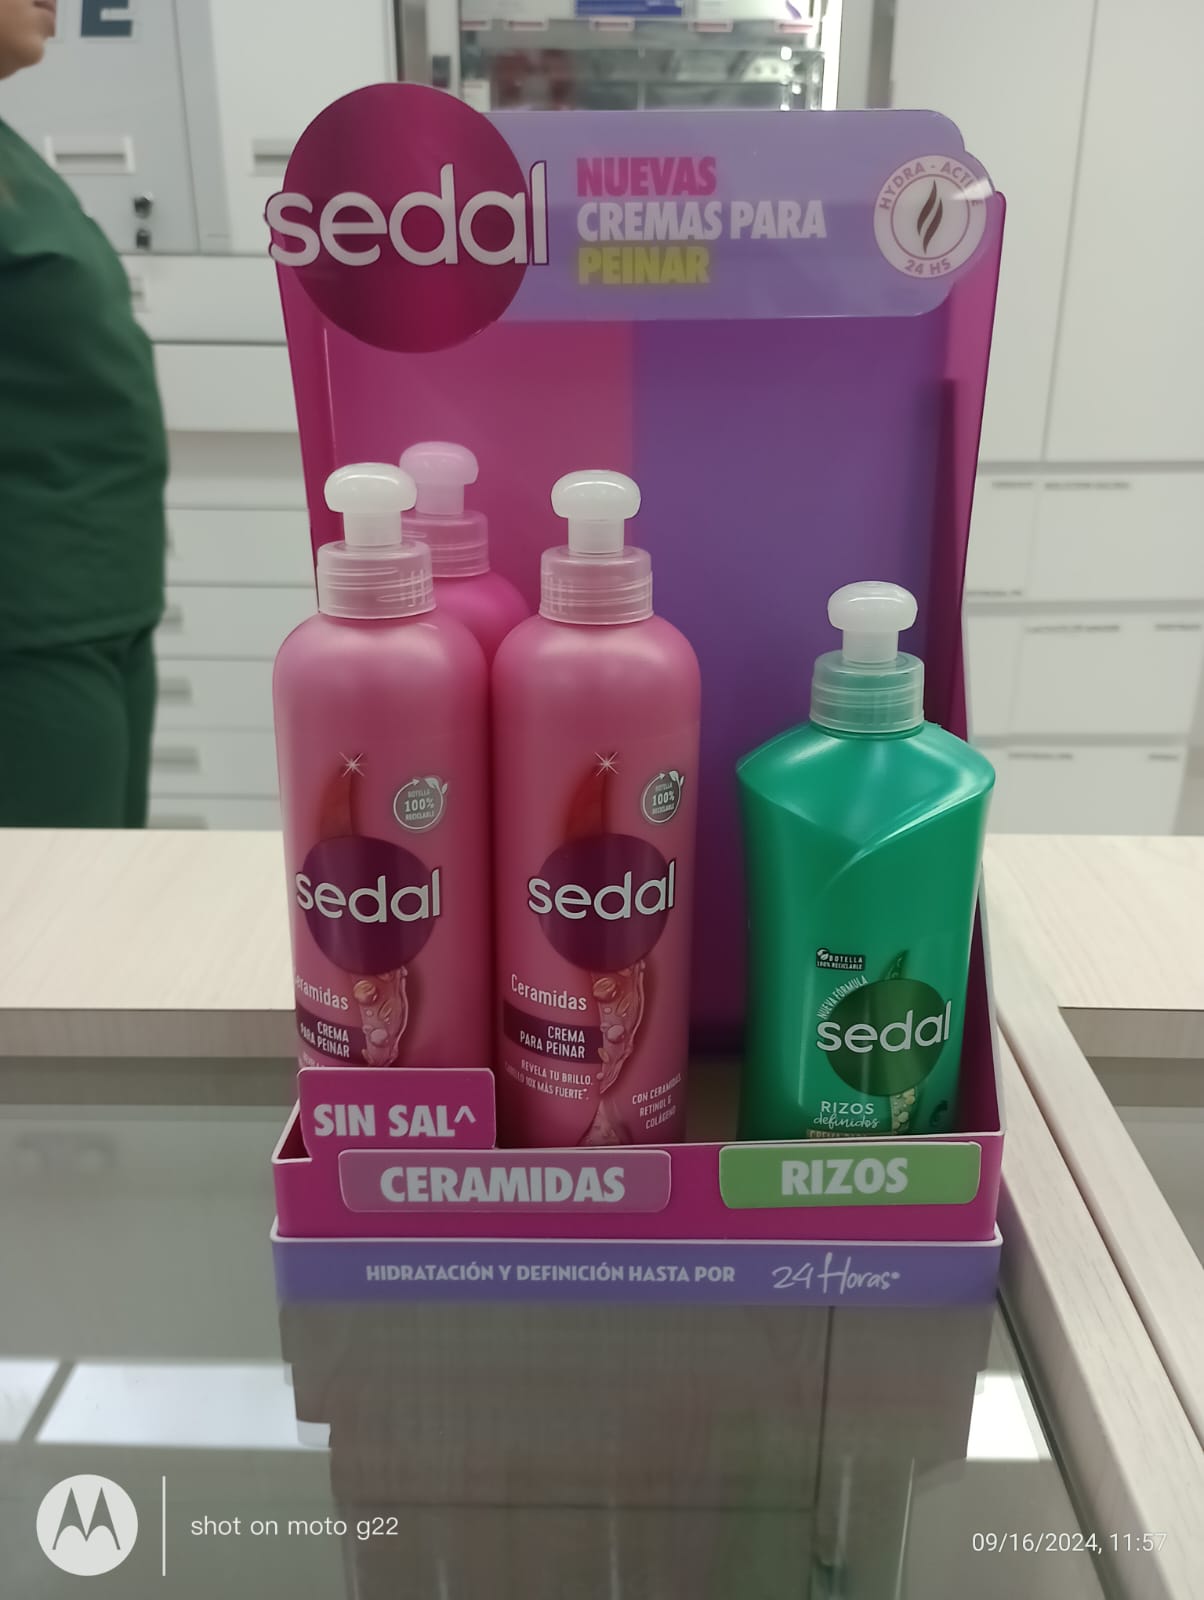 sedal
NUEVAS
CREMAS PARA
PEINAR
HYDRA - ACTIVE
24 HS
BOTELLA
100%
RECICLABLE
sedal
Ceramidas
CREMA
PARA PEINAR
BOTELLA
100%
RECICLABLE
sedal
Ceramidas
CREMA
PARA PEINAR
REVELA TU BRILLO.
CABELLO 10X MÁS FUERTE*.
CON CERAMIDAS
RETINOL E
COLÁGENO
BOTELLA
100% RECICLABLE
NUEVA FÓRMULA
sedal
RIZOS
definidos
SIN SAL^
CERAMIDAS
RIZOS
HIDRATACIÓN Y DEFINICIÓN HASTA POR 24 Horas*
shot on moto g22
09/16/2024, 11:57